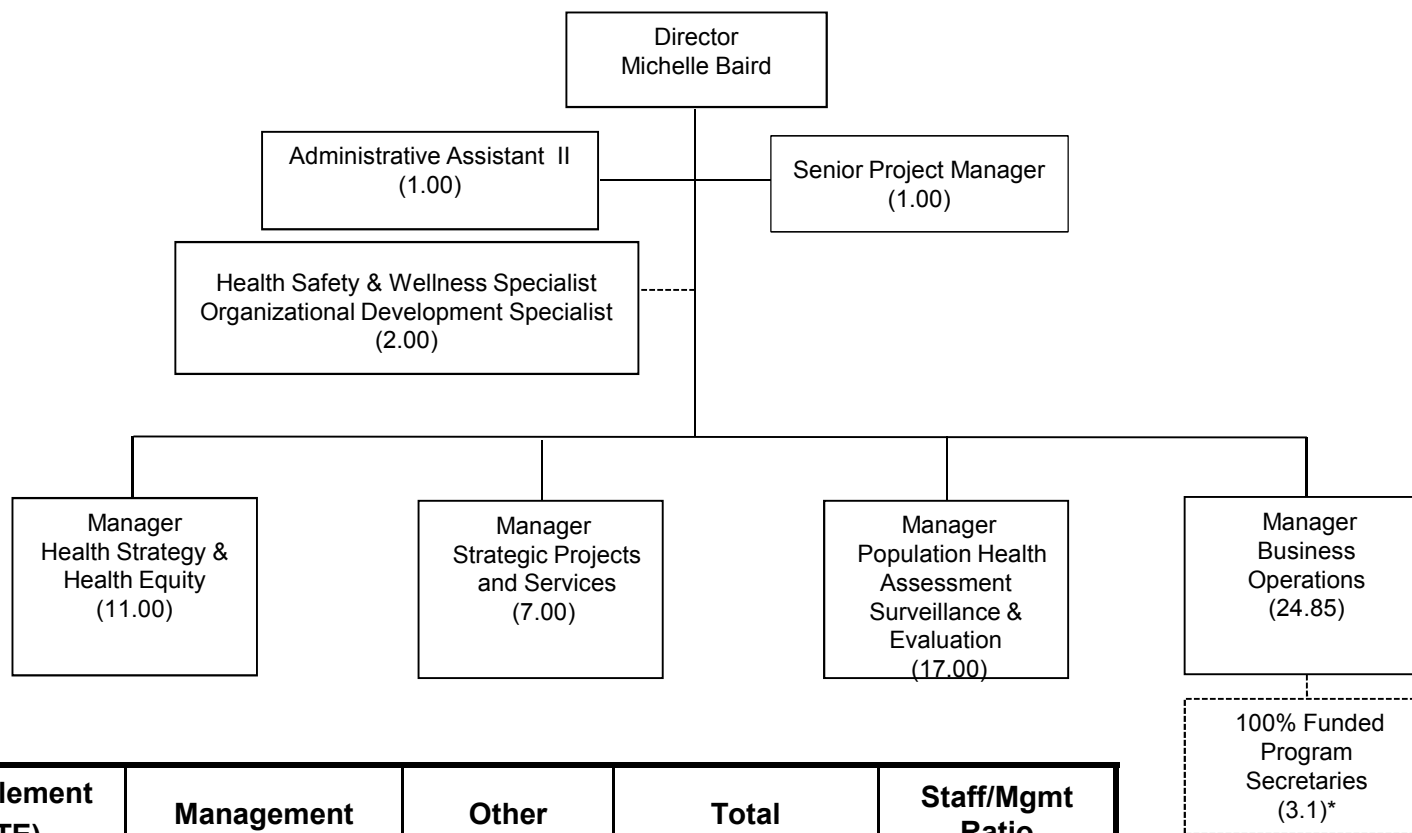 Director
Michelle Baird
Administrative Assistant II
(1.00)
Senior Project Manager
(1.00)
Health Safety & Wellness Specialist
Organizational Development Specialist
(2.00)
Manager
Health Strategy &
Health Equity
(11.00)
Manager
Strategic Projects
and Services
(7.00)
Manager
Population Health
Assessment
Surveillance &
Evaluation
(17.00)
Manager
Business
Operations
(24.85)
100% Funded
Program
Secretaries
(3.1)*
Management
Other
Total
Staff/Mgmt
Ratio